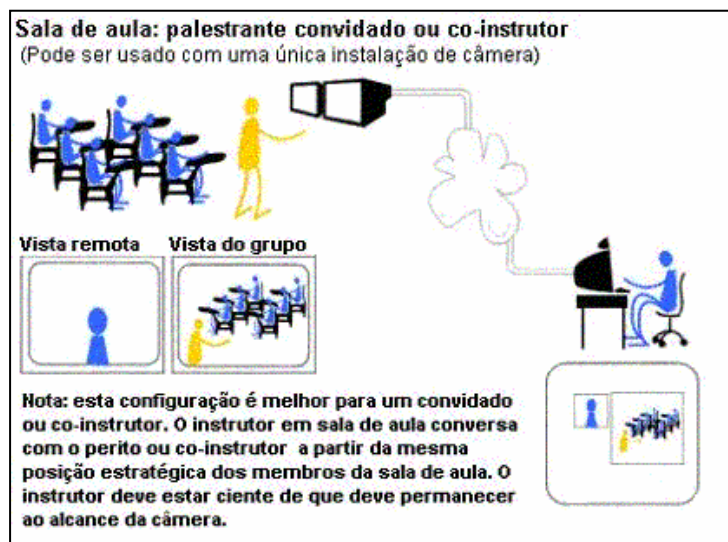 Sala de aula: palestrante convidado ou co-instrutor
(Pode ser usado com uma única instalação de câmera)
Vista remota
Vista do grupo
Nota: esta configuração é melhor para um convidado
ou co-instrutor. O instrutor em sala de aula conversa
com o perito ou co-instrutor a partir da mesma
posição estratégica dos membros da sala de aula. O
instrutor deve estar ciente de que deve permanecer
ao alcance da câmera.